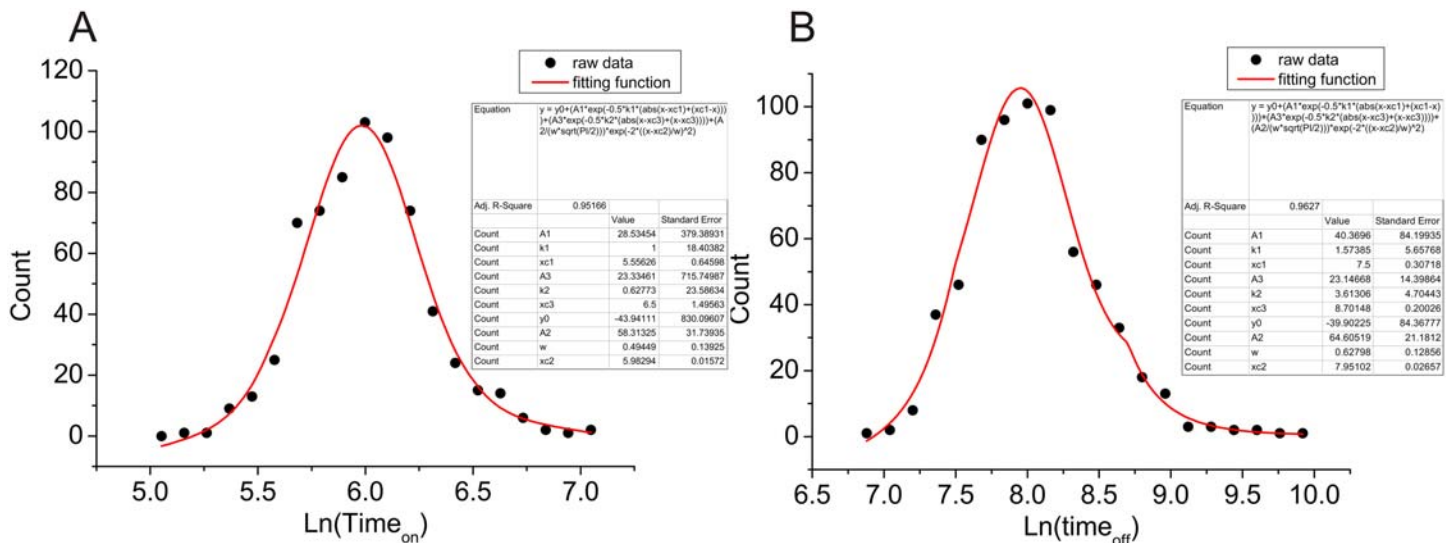 A
raw data
fitting function
Equation
y = y0+(A1*exp(-0.5*k1*(abs(x-xc1)+(xc1-x)))
)+(A3*exp(-0.5*k2*(abs(x-xc3)+(x-xc3))))+(A
2/(w*sqrt(PI/2)))*exp(-2*((x-xc2)/w)^2)
Adj. R-Square 0.95166
Value Standard Error
Count A1 28.53454 379.38931
Count k1 1 18.40382
Count xc1 5.55626 0.64598
Count A3 23.33461 715.74987
Count k2 0.62773 23.58634
Count xc3 6.5 1.49563
Count y0 -43.94111 830.09607
Count A2 58.31325 31.73935
Count w 0.49449 0.13925
Count xc2 5.98294 0.01572
120
100
80
60
40
20
0
Count
5.0 5.5 6.0 6.5 7.0
Ln(Time_on)
B
raw data
fitting function
Equation
y = y0+(A1*exp(-0.5*k1*(abs(x-xc1)+(xc1-x)
)))+(A3*exp(-0.5*k2*(abs(x-xc3)+(x-xc3))))+
(A2/(w*sqrt(PI/2)))*exp(-2*((x-xc2)/w)^2)
Adj. R-Square 0.9627
Value Standard Error
Count A1 40.3696 84.19935
Count k1 1.57385 5.65768
Count xc1 7.5 0.30718
Count A3 23.14668 14.39864
Count k2 3.61306 4.70443
Count xc3 8.70148 0.20026
Count y0 -39.90225 84.36777
Count A2 64.60519 21.1812
Count w 0.62798 0.12856
Count xc2 7.95102 0.02657
100
80
60
40
20
0
Count
6.5 7.0 7.5 8.0 8.5 9.0 9.5 10.0
Ln(time_off)